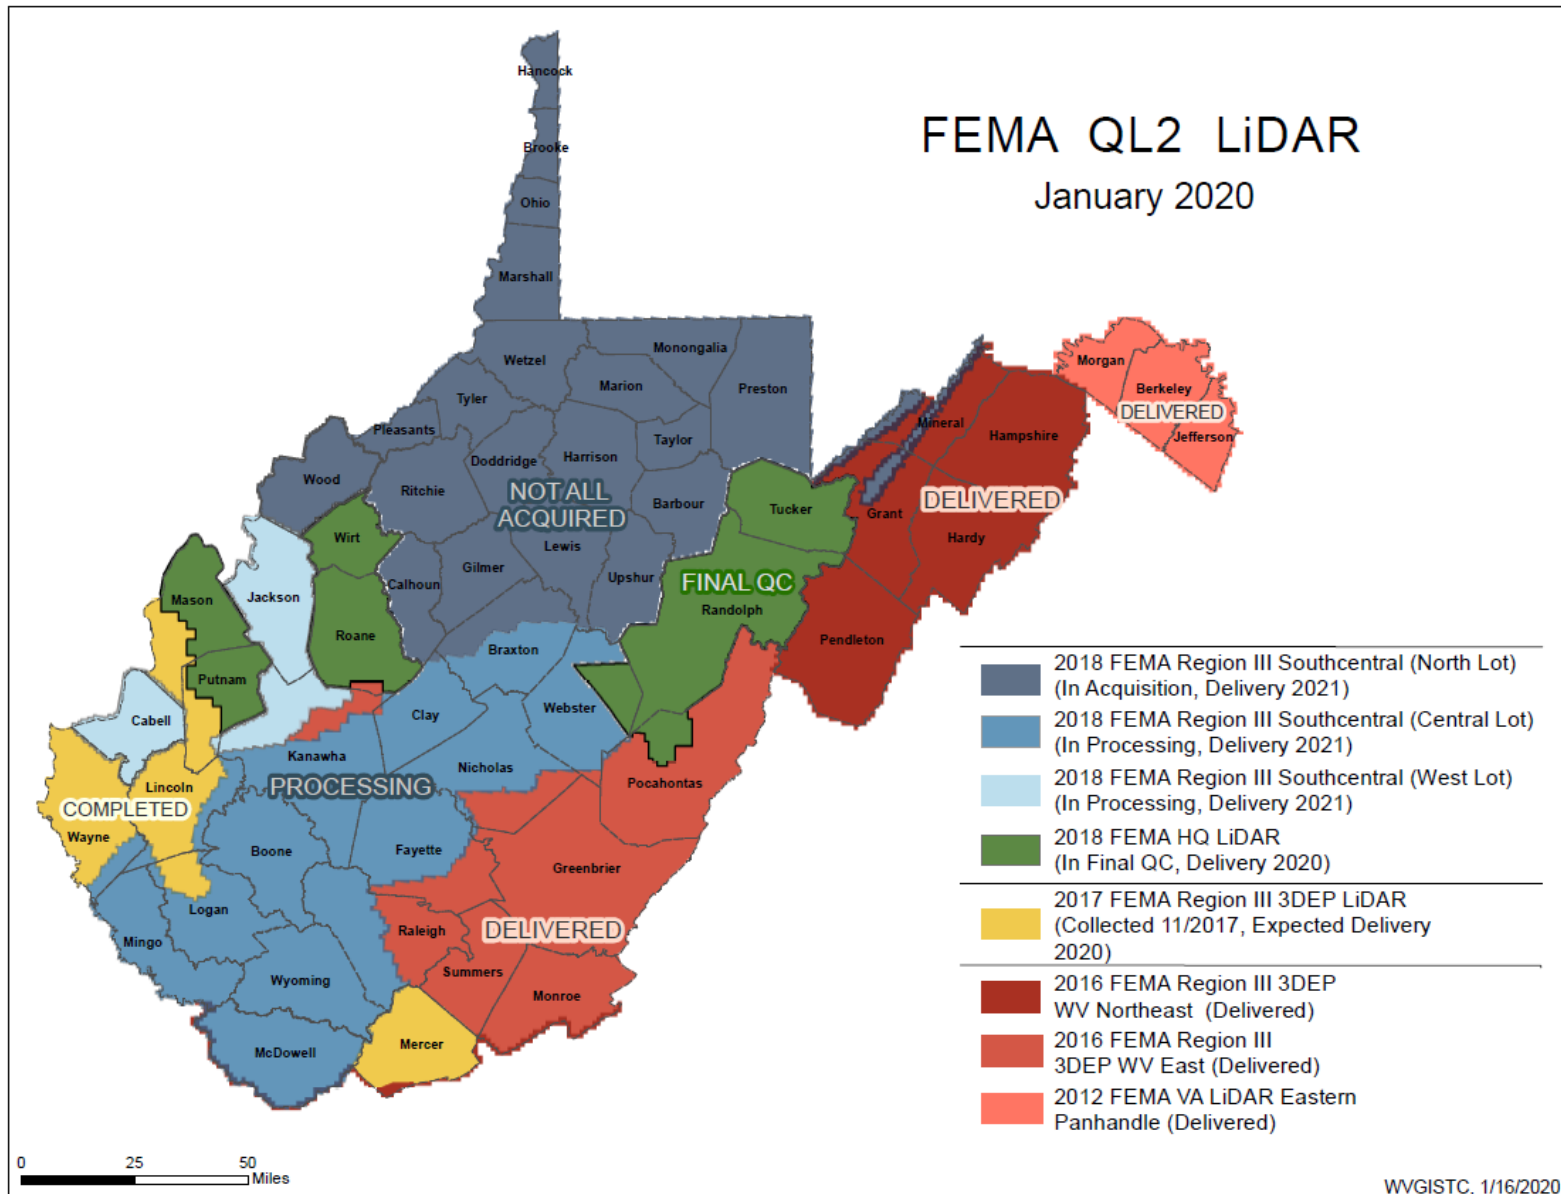 FEMA QL2 LiDAR
January 2020
Hancock
Brooke
Ohio
Marshall
Wetzel
Monongalia
Marion
Preston
Tyler
Pleasants
Taylor
Doddridge
Harrison
Wood
Ritchie
NOT ALL
ACQUIRED
Barbour
Lewis
Gilmer
Upshur
Calhoun
Morgan
Berkeley
DELIVERED
Jefferson
Mineral
Hampshire
DELIVERED
Grant
Hardy
Pendleton
Tucker
FINAL QC
Randolph
Wirt
Roane
Jackson
Mason
Putnam
Cabell
Braxton
Webster
Clay
Kanawha
Nicholas
PROCESSING
Pocahontas
Lincoln
COMPLETED
Wayne
Boone
Fayette
Greenbrier
Logan
Mingo
Raleigh
DELIVERED
Summers
Wyoming
Monroe
McDowell
Mercer
2018 FEMA Region III Southcentral (North Lot)
(In Acquisition, Delivery 2021)
2018 FEMA Region III Southcentral (Central Lot)
(In Processing, Delivery 2021)
2018 FEMA Region III Southcentral (West Lot)
(In Processing, Delivery 2021)
2018 FEMA HQ LiDAR
(In Final QC, Delivery 2020)
2017 FEMA Region III 3DEP LiDAR
(Collected 11/2017, Expected Delivery
2020)
2016 FEMA Region III 3DEP
WV Northeast (Delivered)
2016 FEMA Region III
3DEP WV East (Delivered)
2012 FEMA VA LiDAR Eastern
Panhandle (Delivered)
0 25 50
Miles
WVGISTC, 1/16/2020